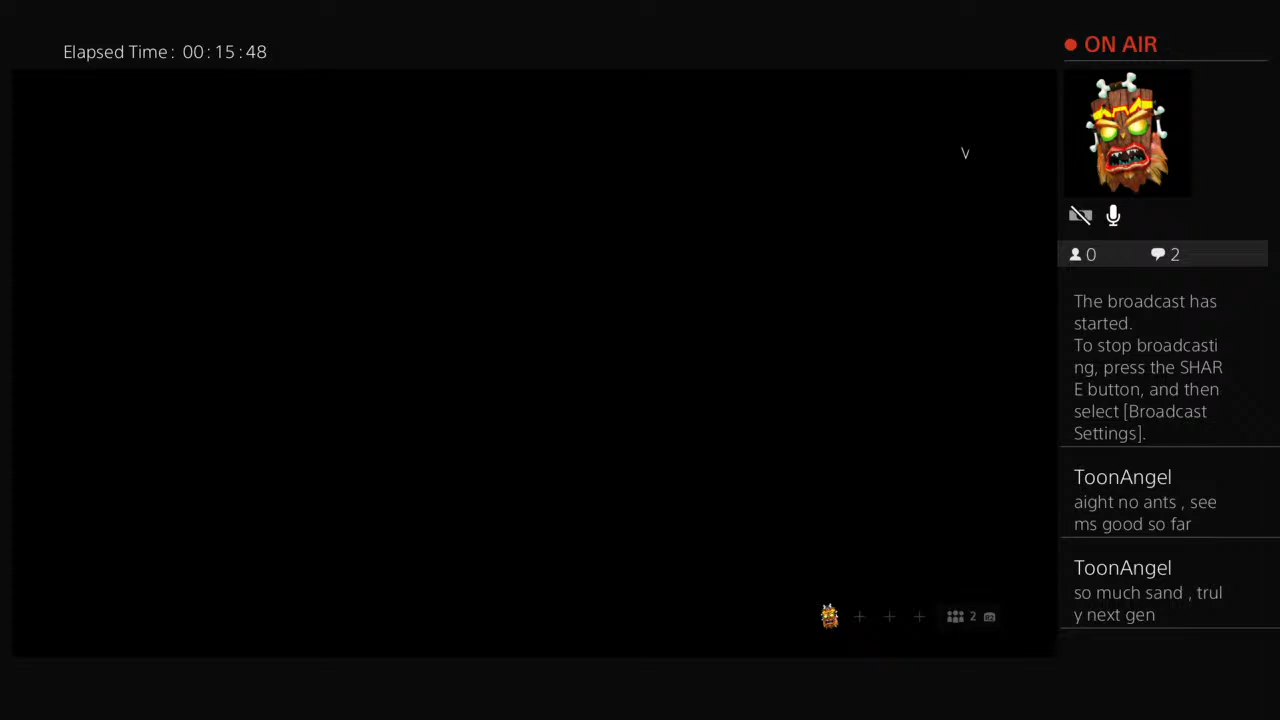 Elapsed Time: 00:15:48
ON AIR
V
0 2
The broadcast has
started.
To stop broadcasti
ng, press the SHAR
E button, and then
select [Broadcast
Settings].
ToonAngel
aight no ants , see
ms good so far
ToonAngel
so much sand , trul
y next gen
2 R2